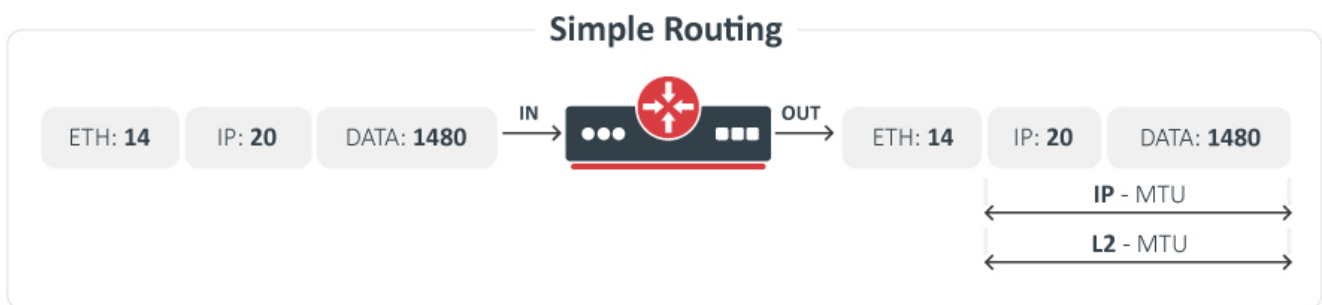 Simple Routing
ETH: 14 IP: 20 DATA: 1480 IN OUT ETH: 14 IP: 20 DATA: 1480
IP - MTU
L2 - MTU